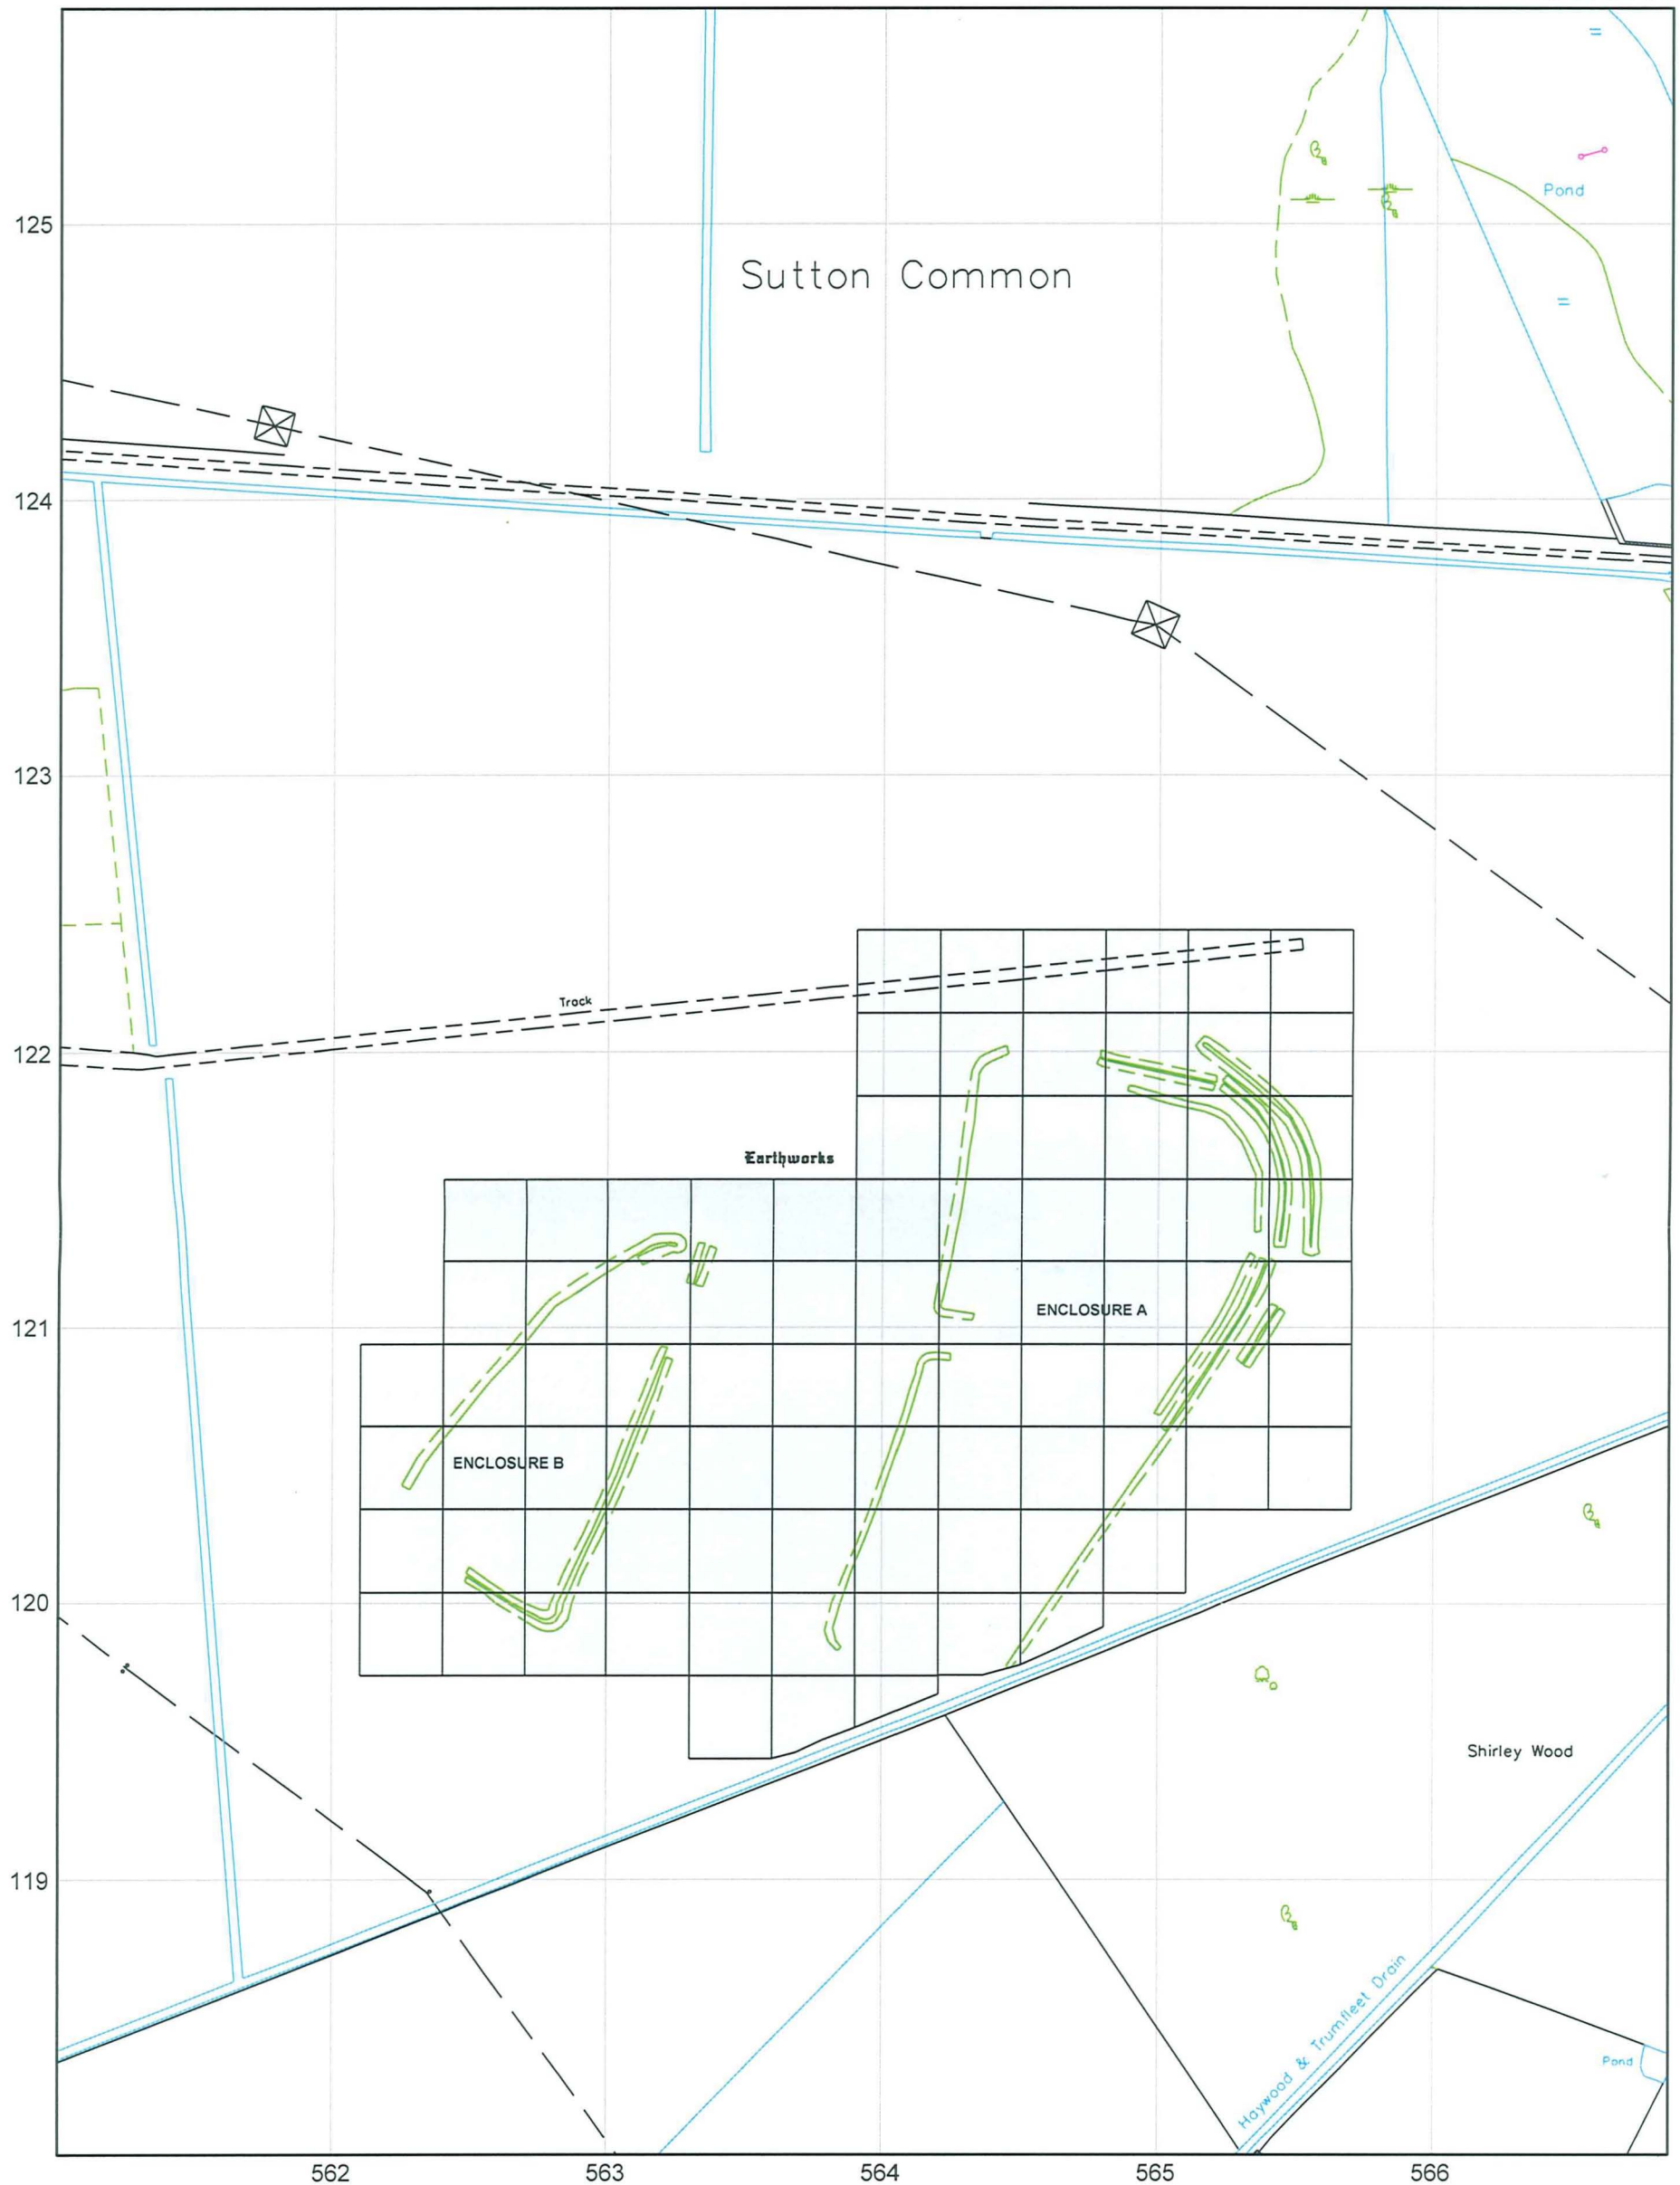 Pond
125
Sutton Common
124
123
Track
122
Earthworks
ENCLOSURE A
121
ENCLOSURE B
120
Shirley Wood
119
Haywood & Trumfleet Drain
Pond
562 563 564 565 566